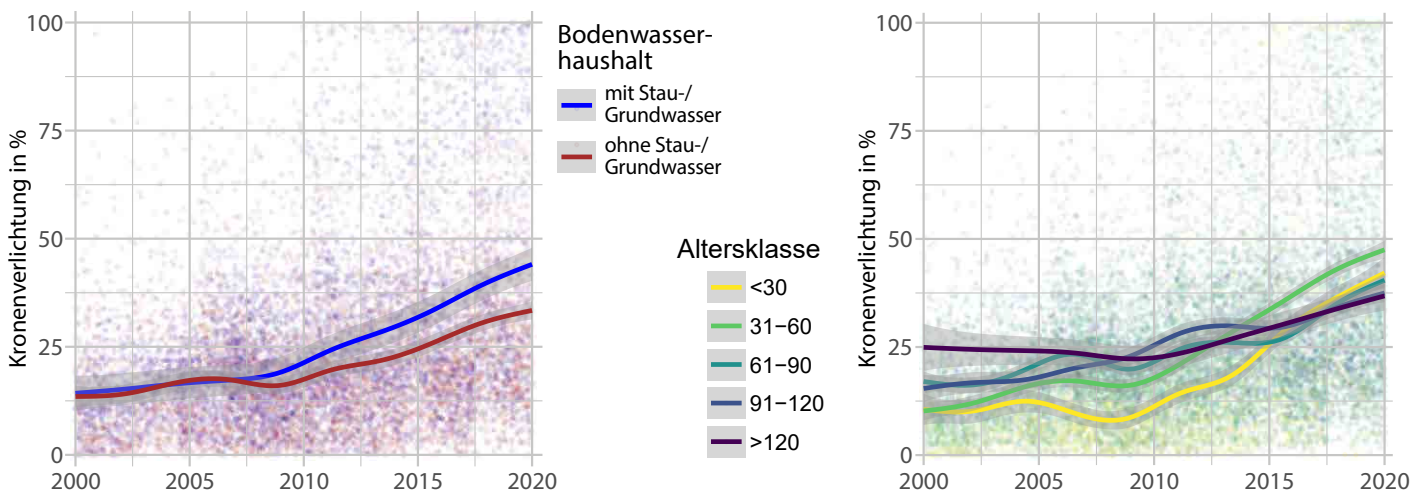 Kronenverlichtung in %
100
75
50
25
0
2000 2005 2010 2015 2020
Bodenwasser-
haushalt
mit Stau-/
Grundwasser
ohne Stau-/
Grundwasser
Altersklasse
<30
31–60
61–90
91–120
>120
Kronenverlichtung in %
100
75
50
25
0
2000 2005 2010 2015 2020